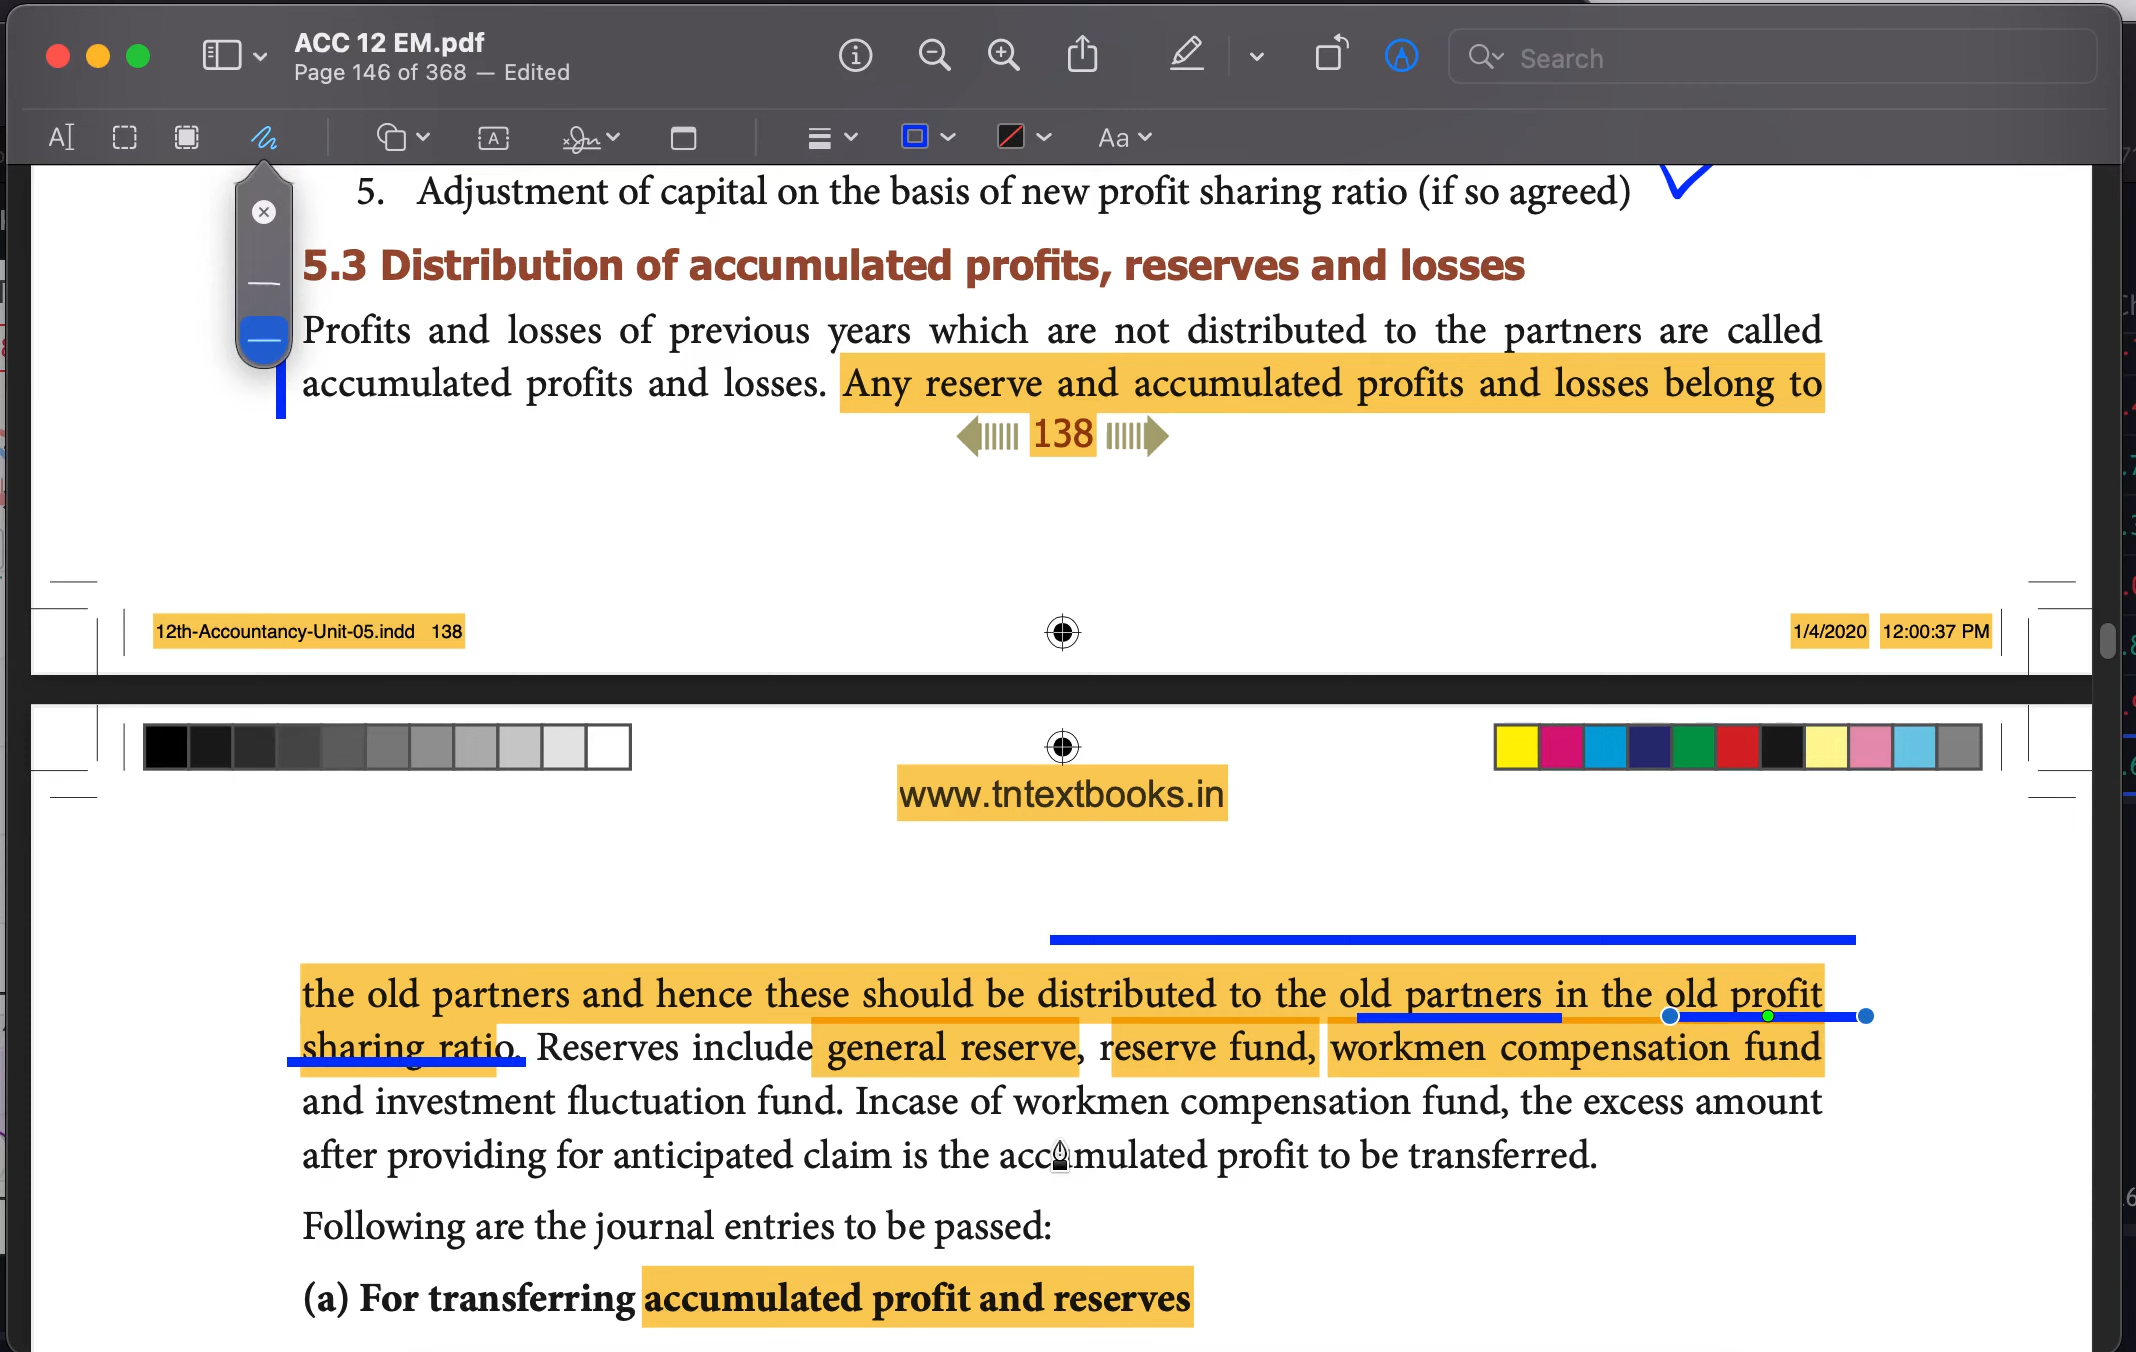 ACC 12 EM.pdf
Page 146 of 368 — Edited
Search
Aa
5. Adjustment of capital on the basis of new profit sharing ratio (if so agreed)
5.3 Distribution of accumulated profits, reserves and losses
Profits and losses of previous years which are not distributed to the partners are called
accumulated profits and losses. Any reserve and accumulated profits and losses belong to
138
12th-Accountancy-Unit-05.indd 138
1/4/2020 12:00:37 PM
www.tntextbooks.in
the old partners and hence these should be distributed to the old partners in the old profit
sharing ratio. Reserves include general reserve, reserve fund, workmen compensation fund
and investment fluctuation fund. Incase of workmen compensation fund, the excess amount
after providing for anticipated claim is the accumulated profit to be transferred.
Following are the journal entries to be passed:
(a) For transferring accumulated profit and reserves